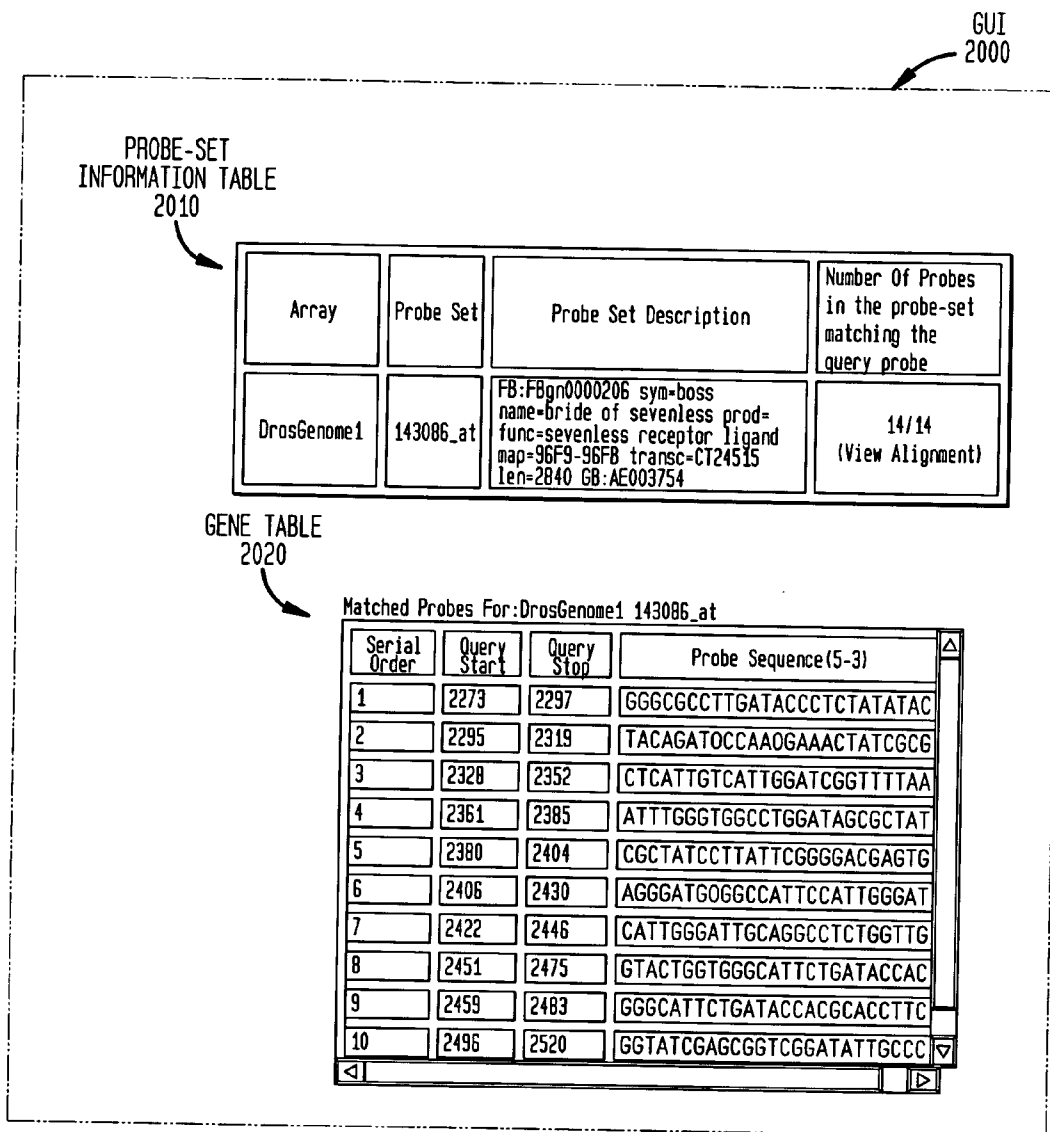 GUI
2000
PROBE-SET
INFORMATION TABLE
2010
Array
Probe Set
Probe Set Description
Number Of Probes
in the probe-set
matching the
query probe
DrosGenome1
143086_at
FB:FBgn0000206 sym=boss
name=bride of sevenless prod=
func=sevenless receptor ligand
map=96F9-96FB transc=CT24515
len=2840 GB:AE003754
14/14
(View Alignment)
GENE TABLE
2020
Matched Probes For:DrosGenome1 143086_at
Serial
Order
Query
Start
Query
Stop
Probe Sequence(5-3)
1 2273 2297 GGGCGCCTTGATACCCTCTATATAC
2 2295 2319 TACAGATOCCAAOGAAACTATCGCG
3 2328 2352 CTCATTGTCATTGGATCGGTTTTAA
4 2361 2385 ATTTGGGTGGCCTGGATAGCGCTAT
5 2380 2404 CGCTATCCTTATTCGGGGACGAGTG
6 2406 2430 AGGGATGOGGCCATTCCATTGGGAT
7 2422 2446 CATTGGGATTGCAGGCCTCTGGTTG
8 2451 2475 GTACTGGTGGGCATTCTGATACCAC
9 2459 2483 GGGCATTCTGATACCACGCACCTTC
10 2496 2520 GGTATCGAGCGGTCGGATATTGCCC